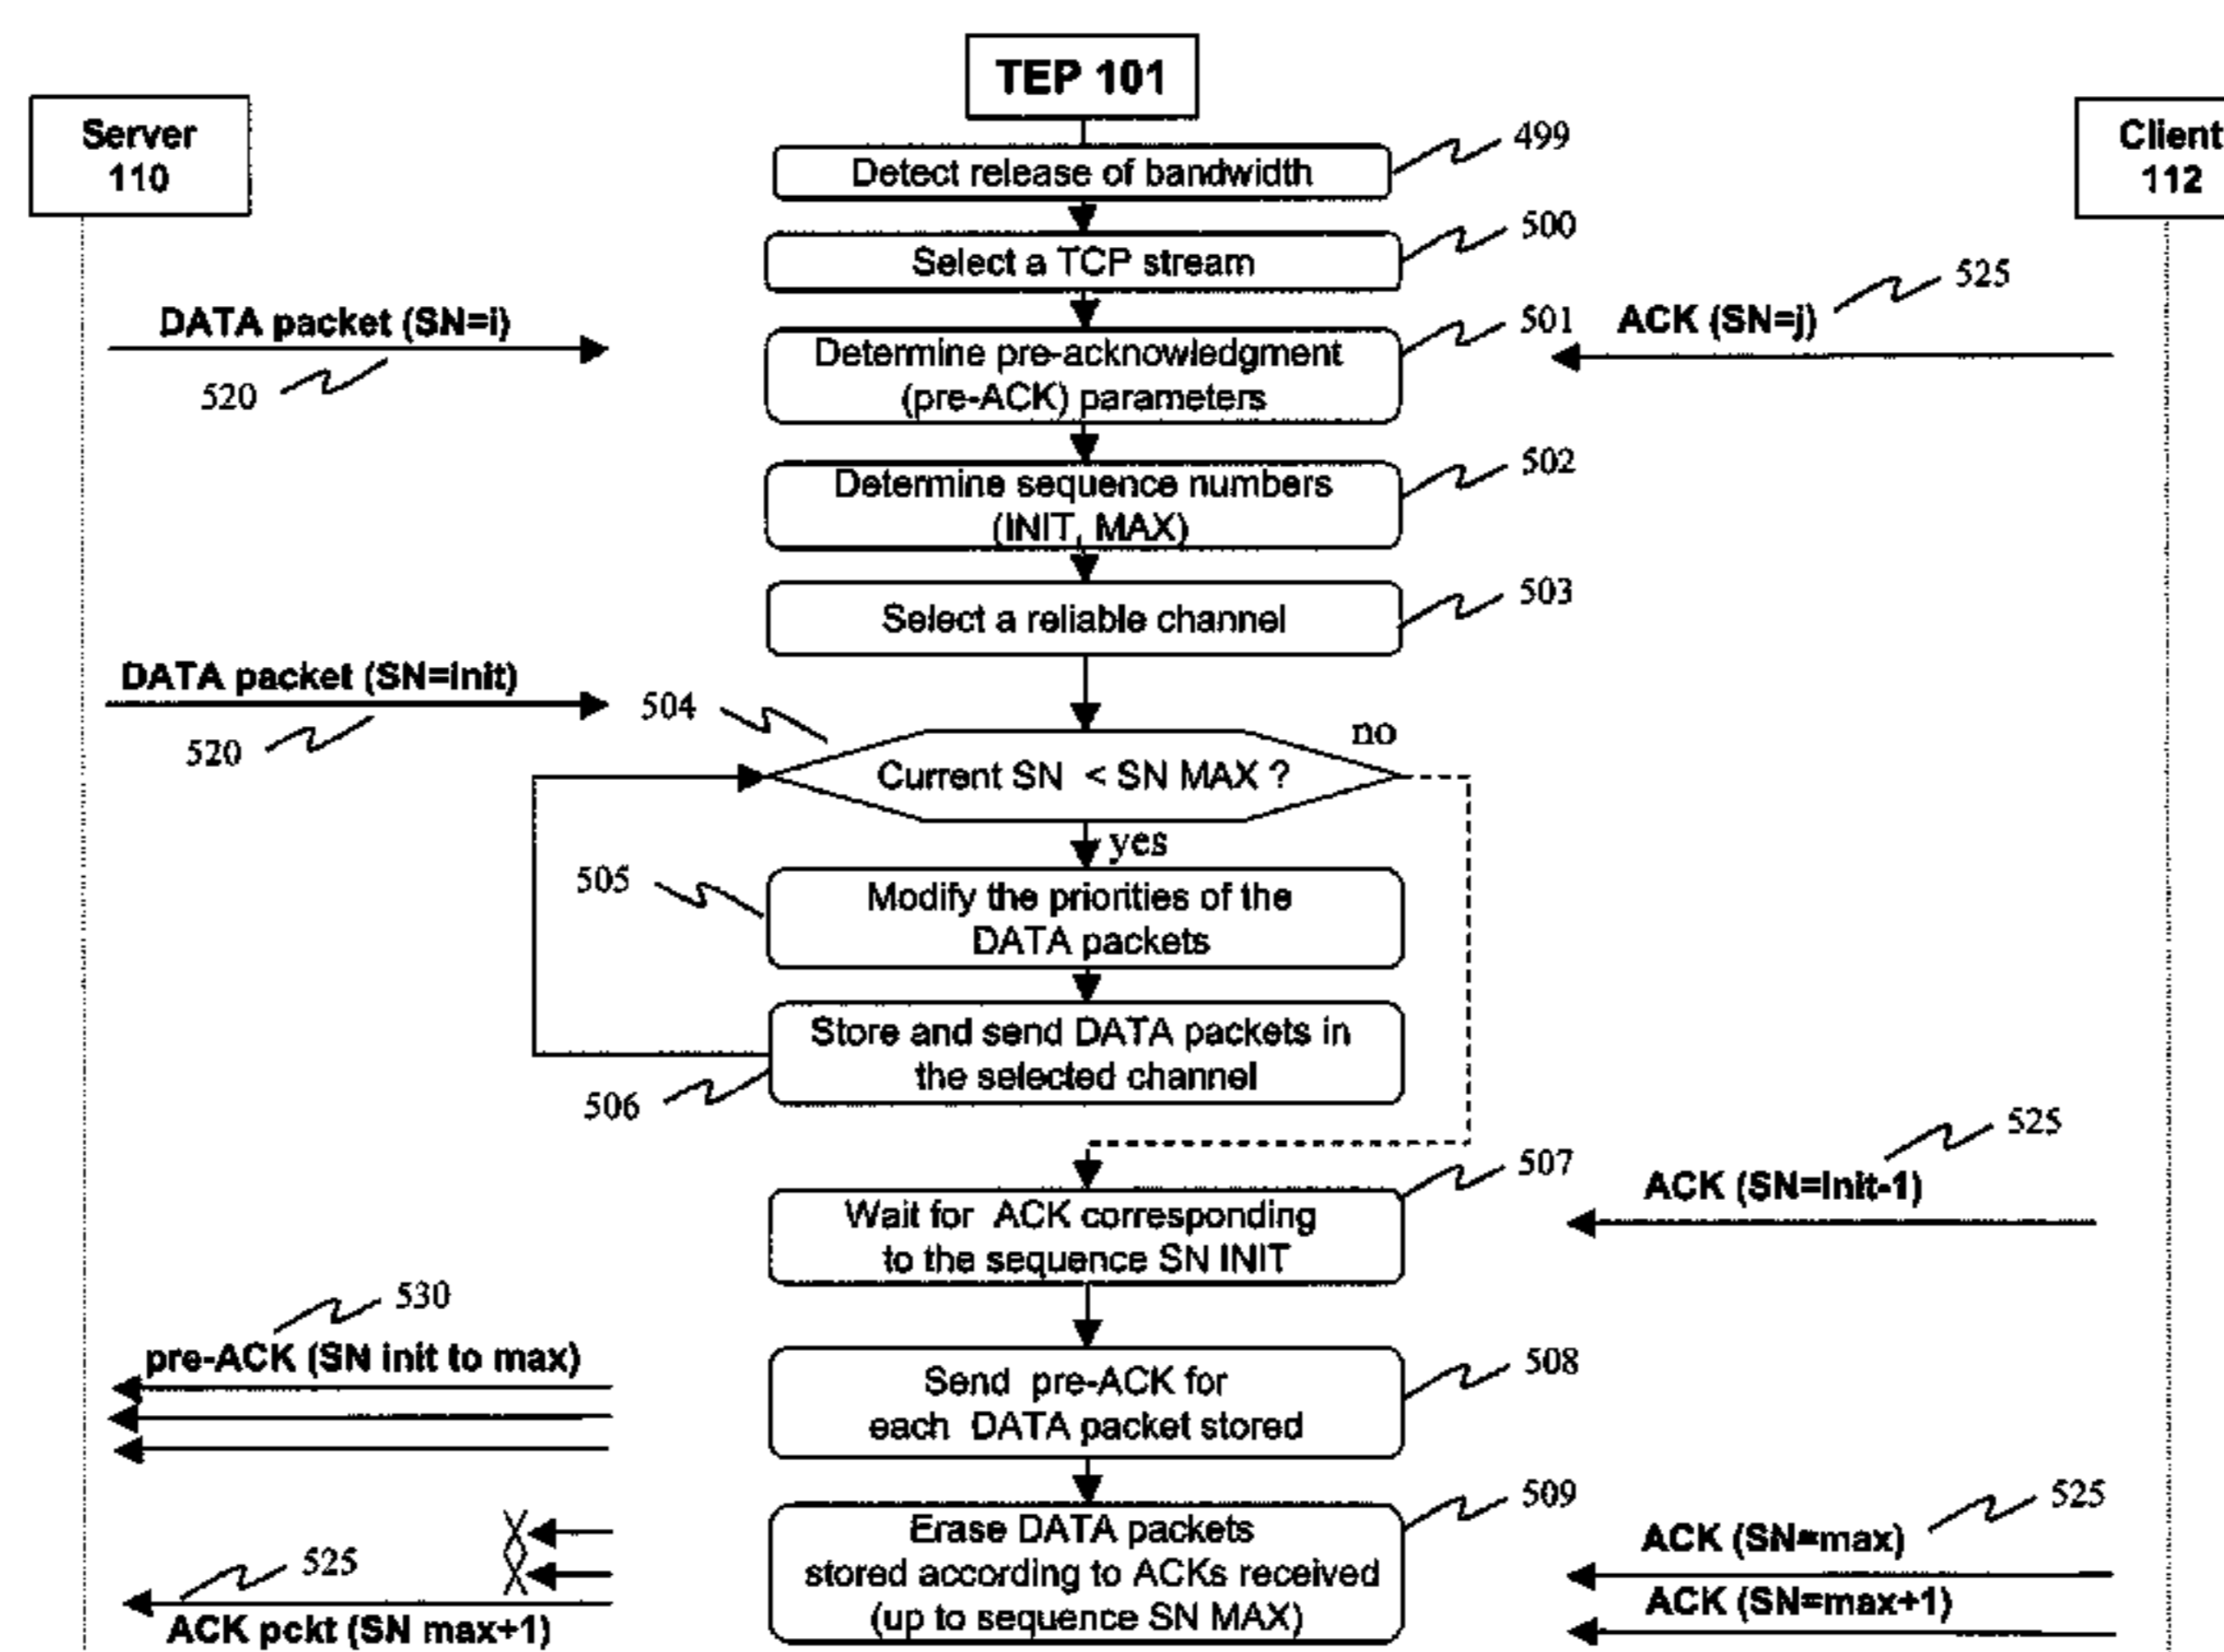 TEP 101
Server
110
Client
112
Detect release of bandwidth
499
Select a TCP stream
500
DATA packet (SN=i)
520
Determine pre-acknowledgment
(pre-ACK) parameters
501
ACK (SN=j)
525
Determine sequence numbers
(INIT, MAX)
502
Select a reliable channel
503
DATA packet (SN=init)
520
504
Current SN < SN MAX ?
no
yes
505
Modify the priorities of the
DATA packets
Store and send DATA packets in
the selected channel
506
Wait for ACK corresponding
to the sequence SN INIT
507
525
ACK (SN=init-1)
530
pre-ACK (SN init to max)
Send pre-ACK for
each DATA packet stored
508
Erase DATA packets
stored according to ACKs received
(up to sequence SN MAX)
509
525
ACK (SN=max)
ACK (SN=max+1)
525
ACK pckt (SN max+1)